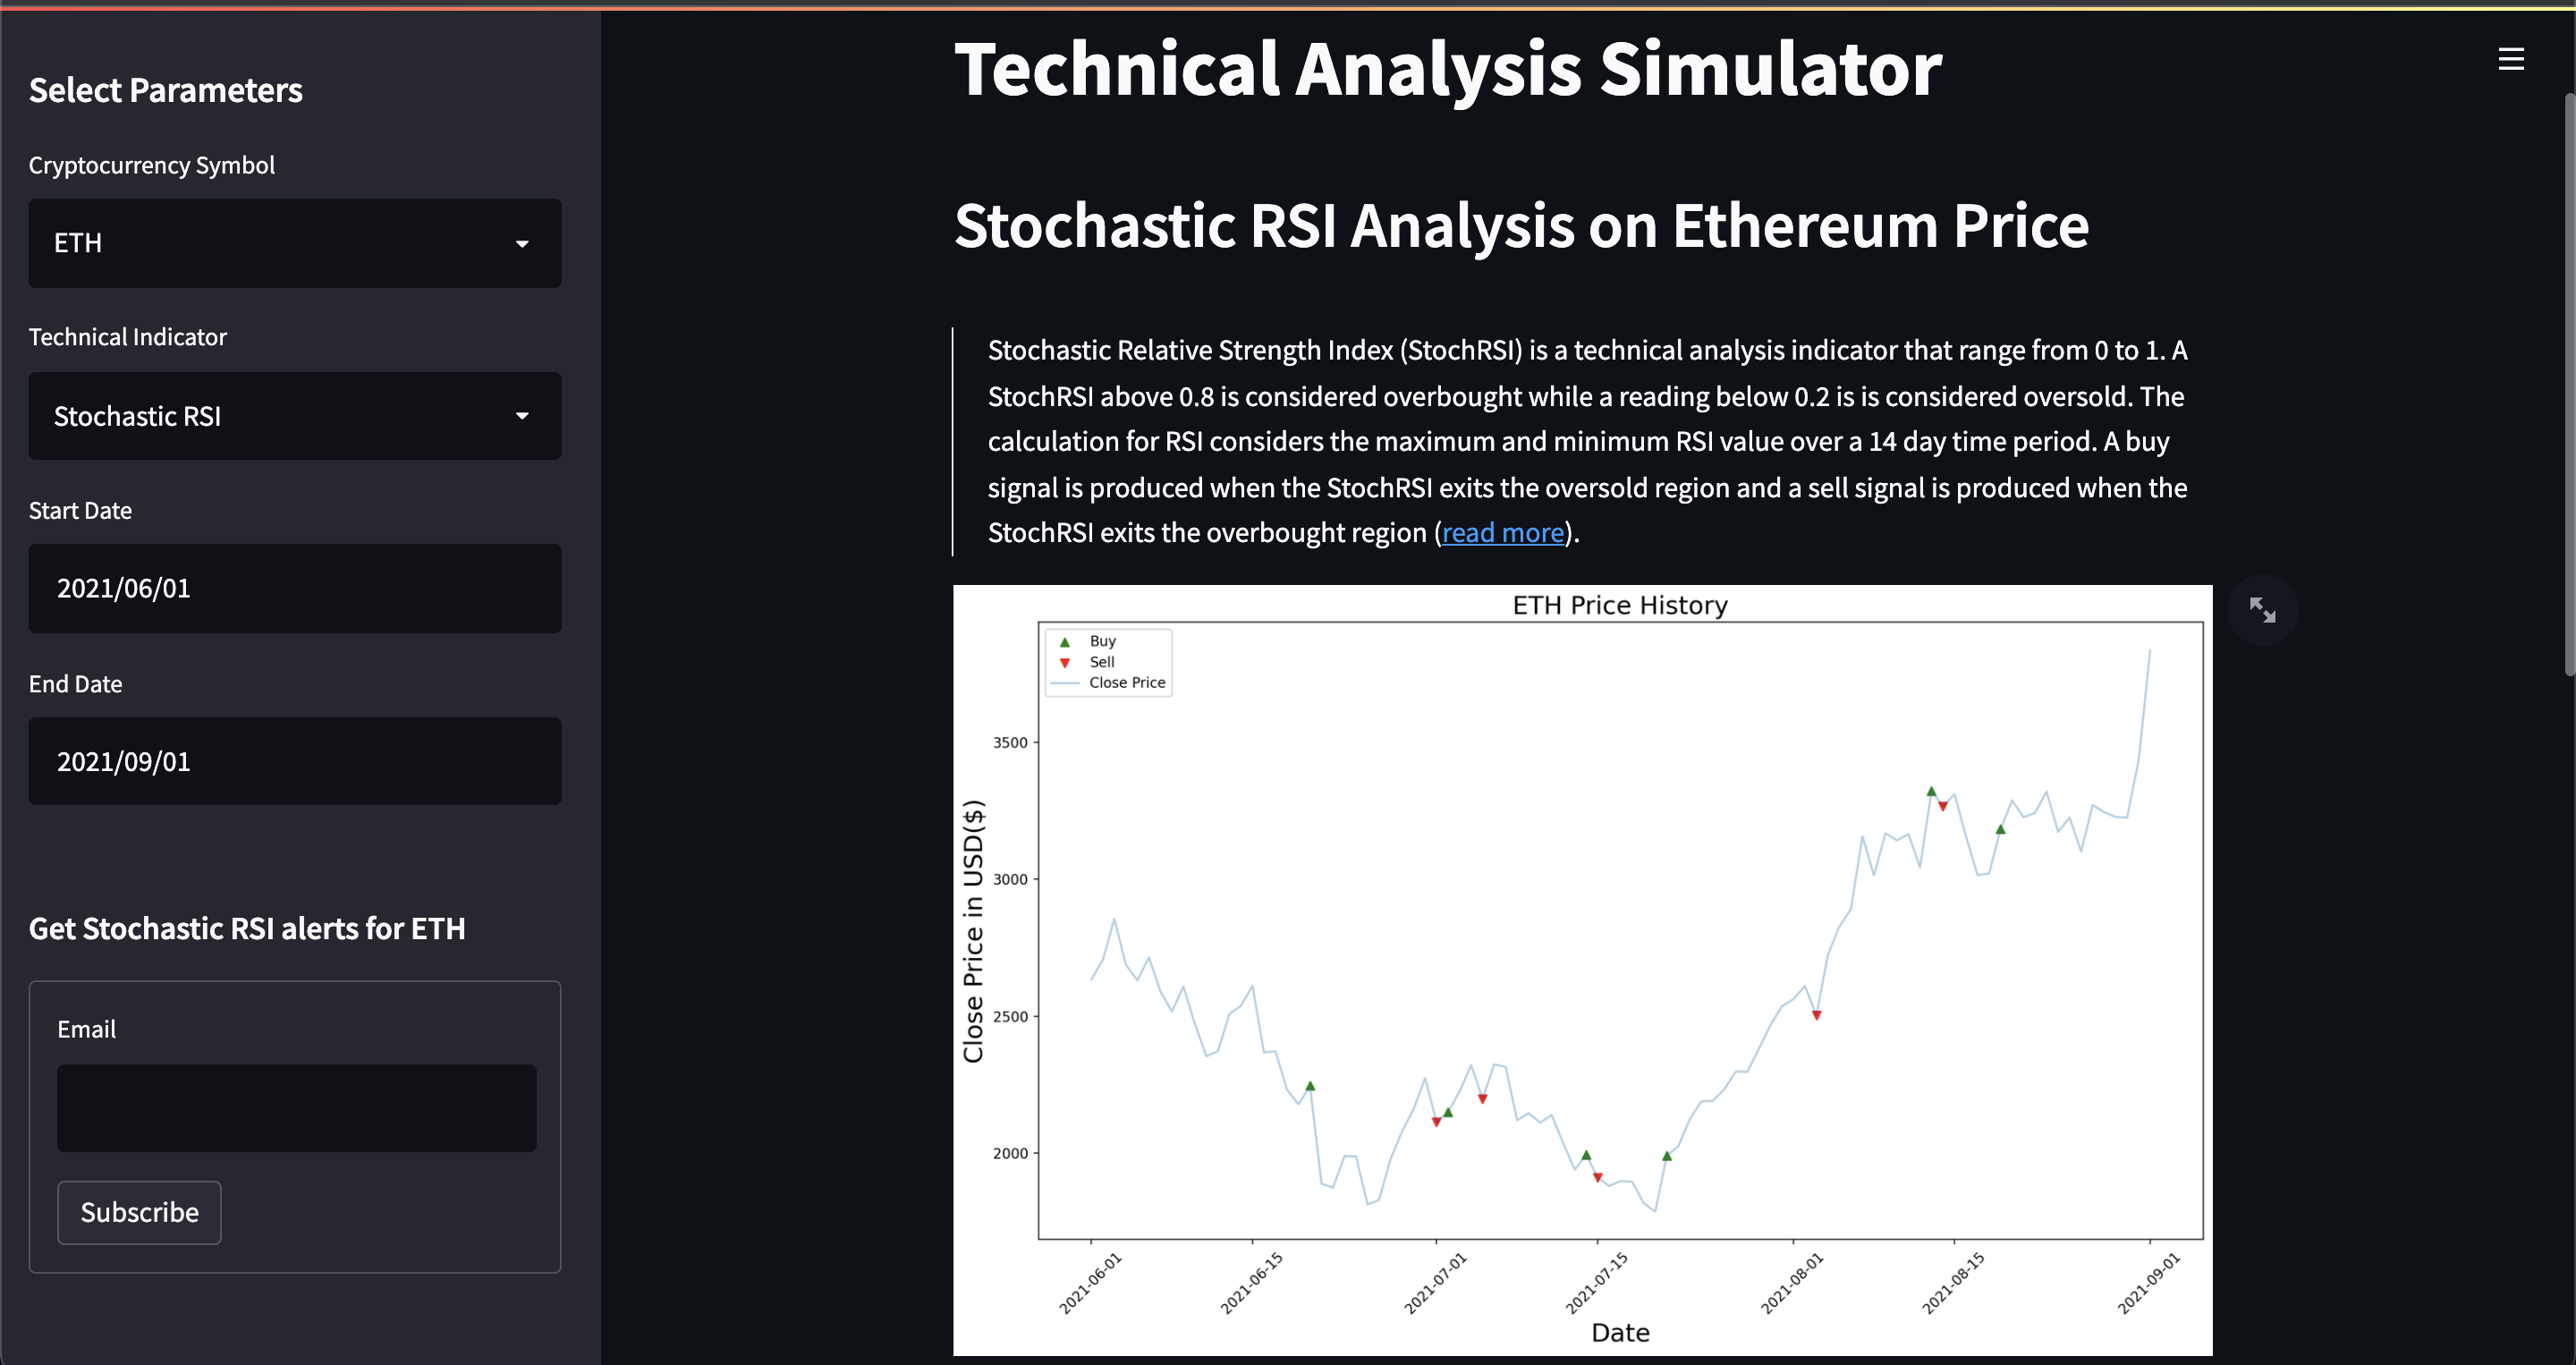 Select Parameters
Cryptocurrency Symbol
ETH
Technical Indicator
Stochastic RSI
Start Date
2021/06/01
End Date
2021/09/01
Get Stochastic RSI alerts for ETH
Email
Subscribe
Technical Analysis Simulator
Stochastic RSI Analysis on Ethereum Price
Stochastic Relative Strength Index (StochRSI) is a technical analysis indicator that range from 0 to 1. A
StochRSI above 0.8 is considered overbought while a reading below 0.2 is is considered oversold. The
calculation for RSI considers the maximum and minimum RSI value over a 14 day time period. A buy
signal is produced when the StochRSI exits the oversold region and a sell signal is produced when the
StochRSI exits the overbought region (read more).
ETH Price History
Buy
Sell
Close Price
Close Price in USD($)
3500
3000
2500
2000
2021-06-01
2021-06-15
2021-07-01
2021-07-15
2021-08-01
2021-08-15
2021-09-01
Date